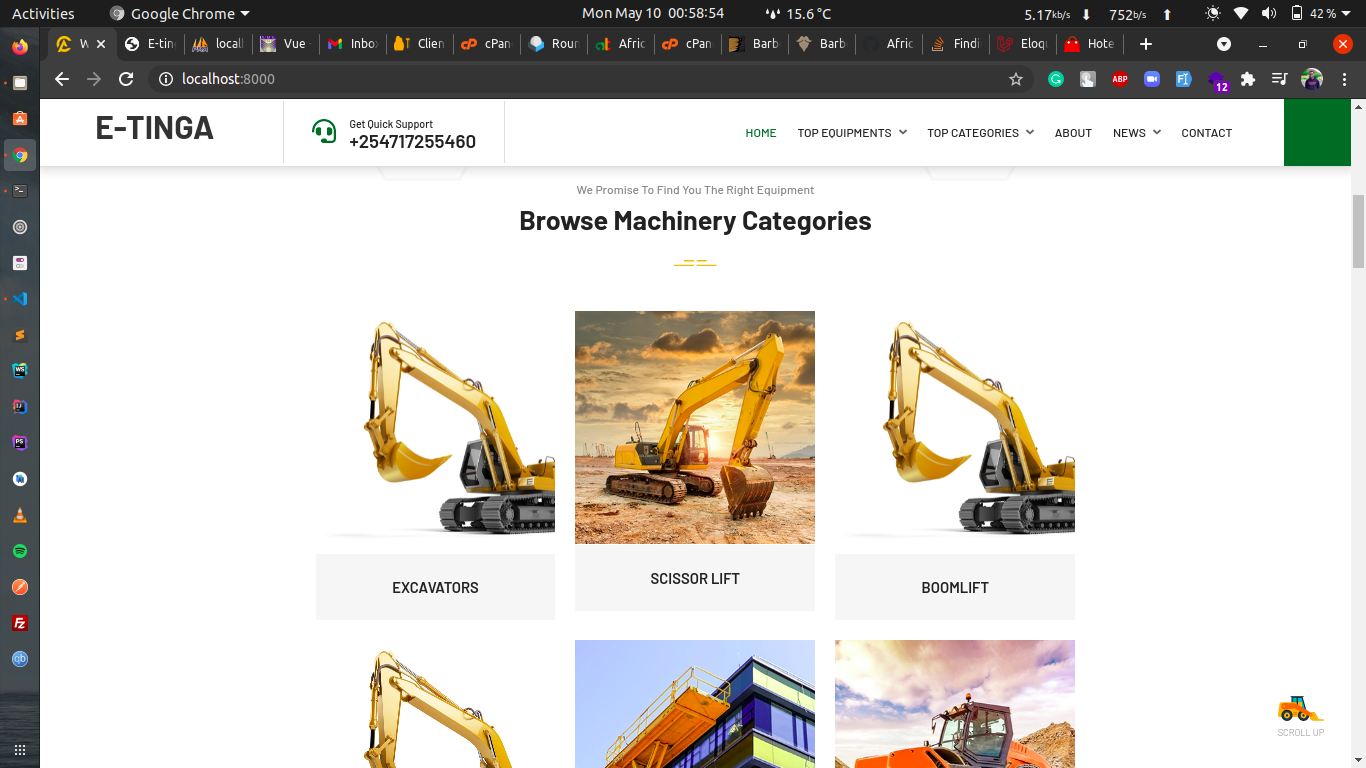 Activities
Google Chrome
Mon May 10 00:58:54
15.6 °C
5.17kb/s
752b/s
42 %
W
E-tin
localh
Vue
Inbox
Clien
cPan
Roun
Afric
cPan
Barb
Barb
Afric
Findi
Eloq
Hote
localhost:8000
ABP
12
E-TINGA
Get Quick Support
+254717255460
HOME
TOP EQUIPMENTS
TOP CATEGORIES
ABOUT
NEWS
CONTACT
We Promise To Find You The Right Equipment
Browse Machinery Categories
EXCAVATORS
SCISSOR LIFT
BOOMLIFT
SCROLL UP